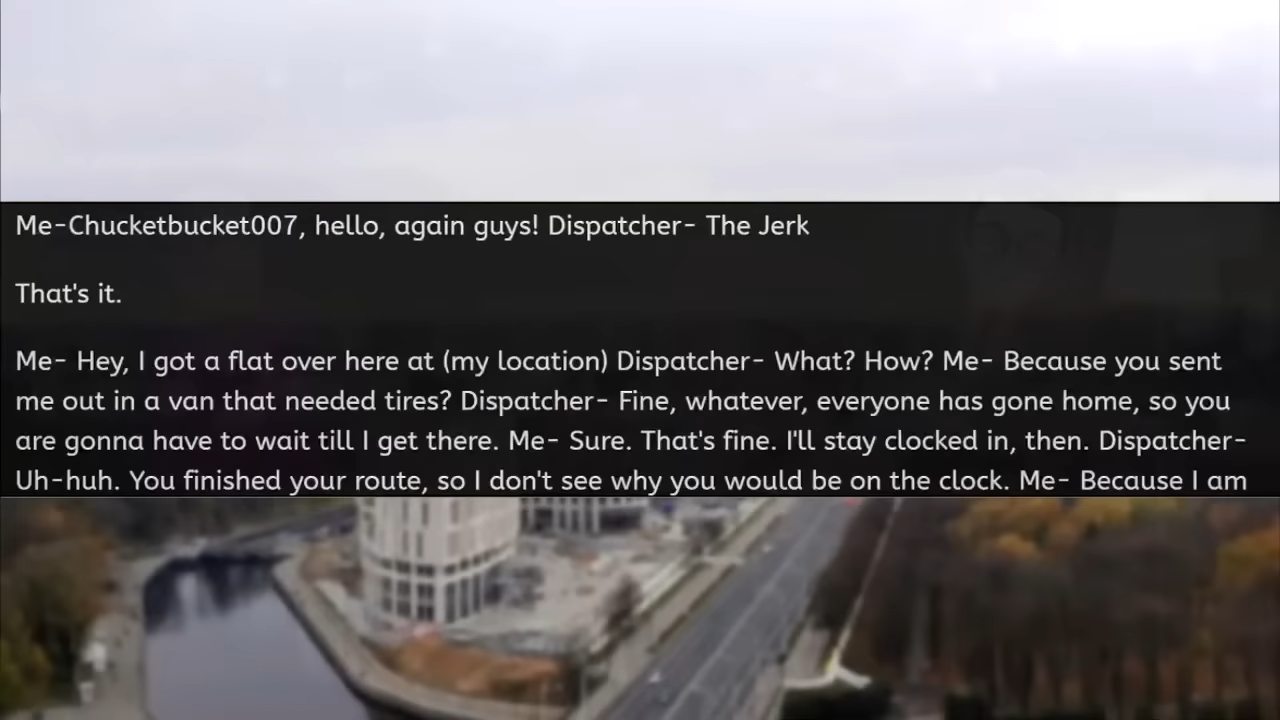 Me-Chucketbucket007, hello, again guys! Dispatcher- The Jerk
That's it.
Me- Hey, I got a flat over here at (my location) Dispatcher- What? How? Me- Because you sent
me out in a van that needed tires? Dispatcher- Fine, whatever, everyone has gone home, so you
are gonna have to wait till I get there. Me- Sure. That's fine. I'll stay clocked in, then. Dispatcher-
Uh-huh. You finished your route, so I don't see why you would be on the clock. Me- Because I am